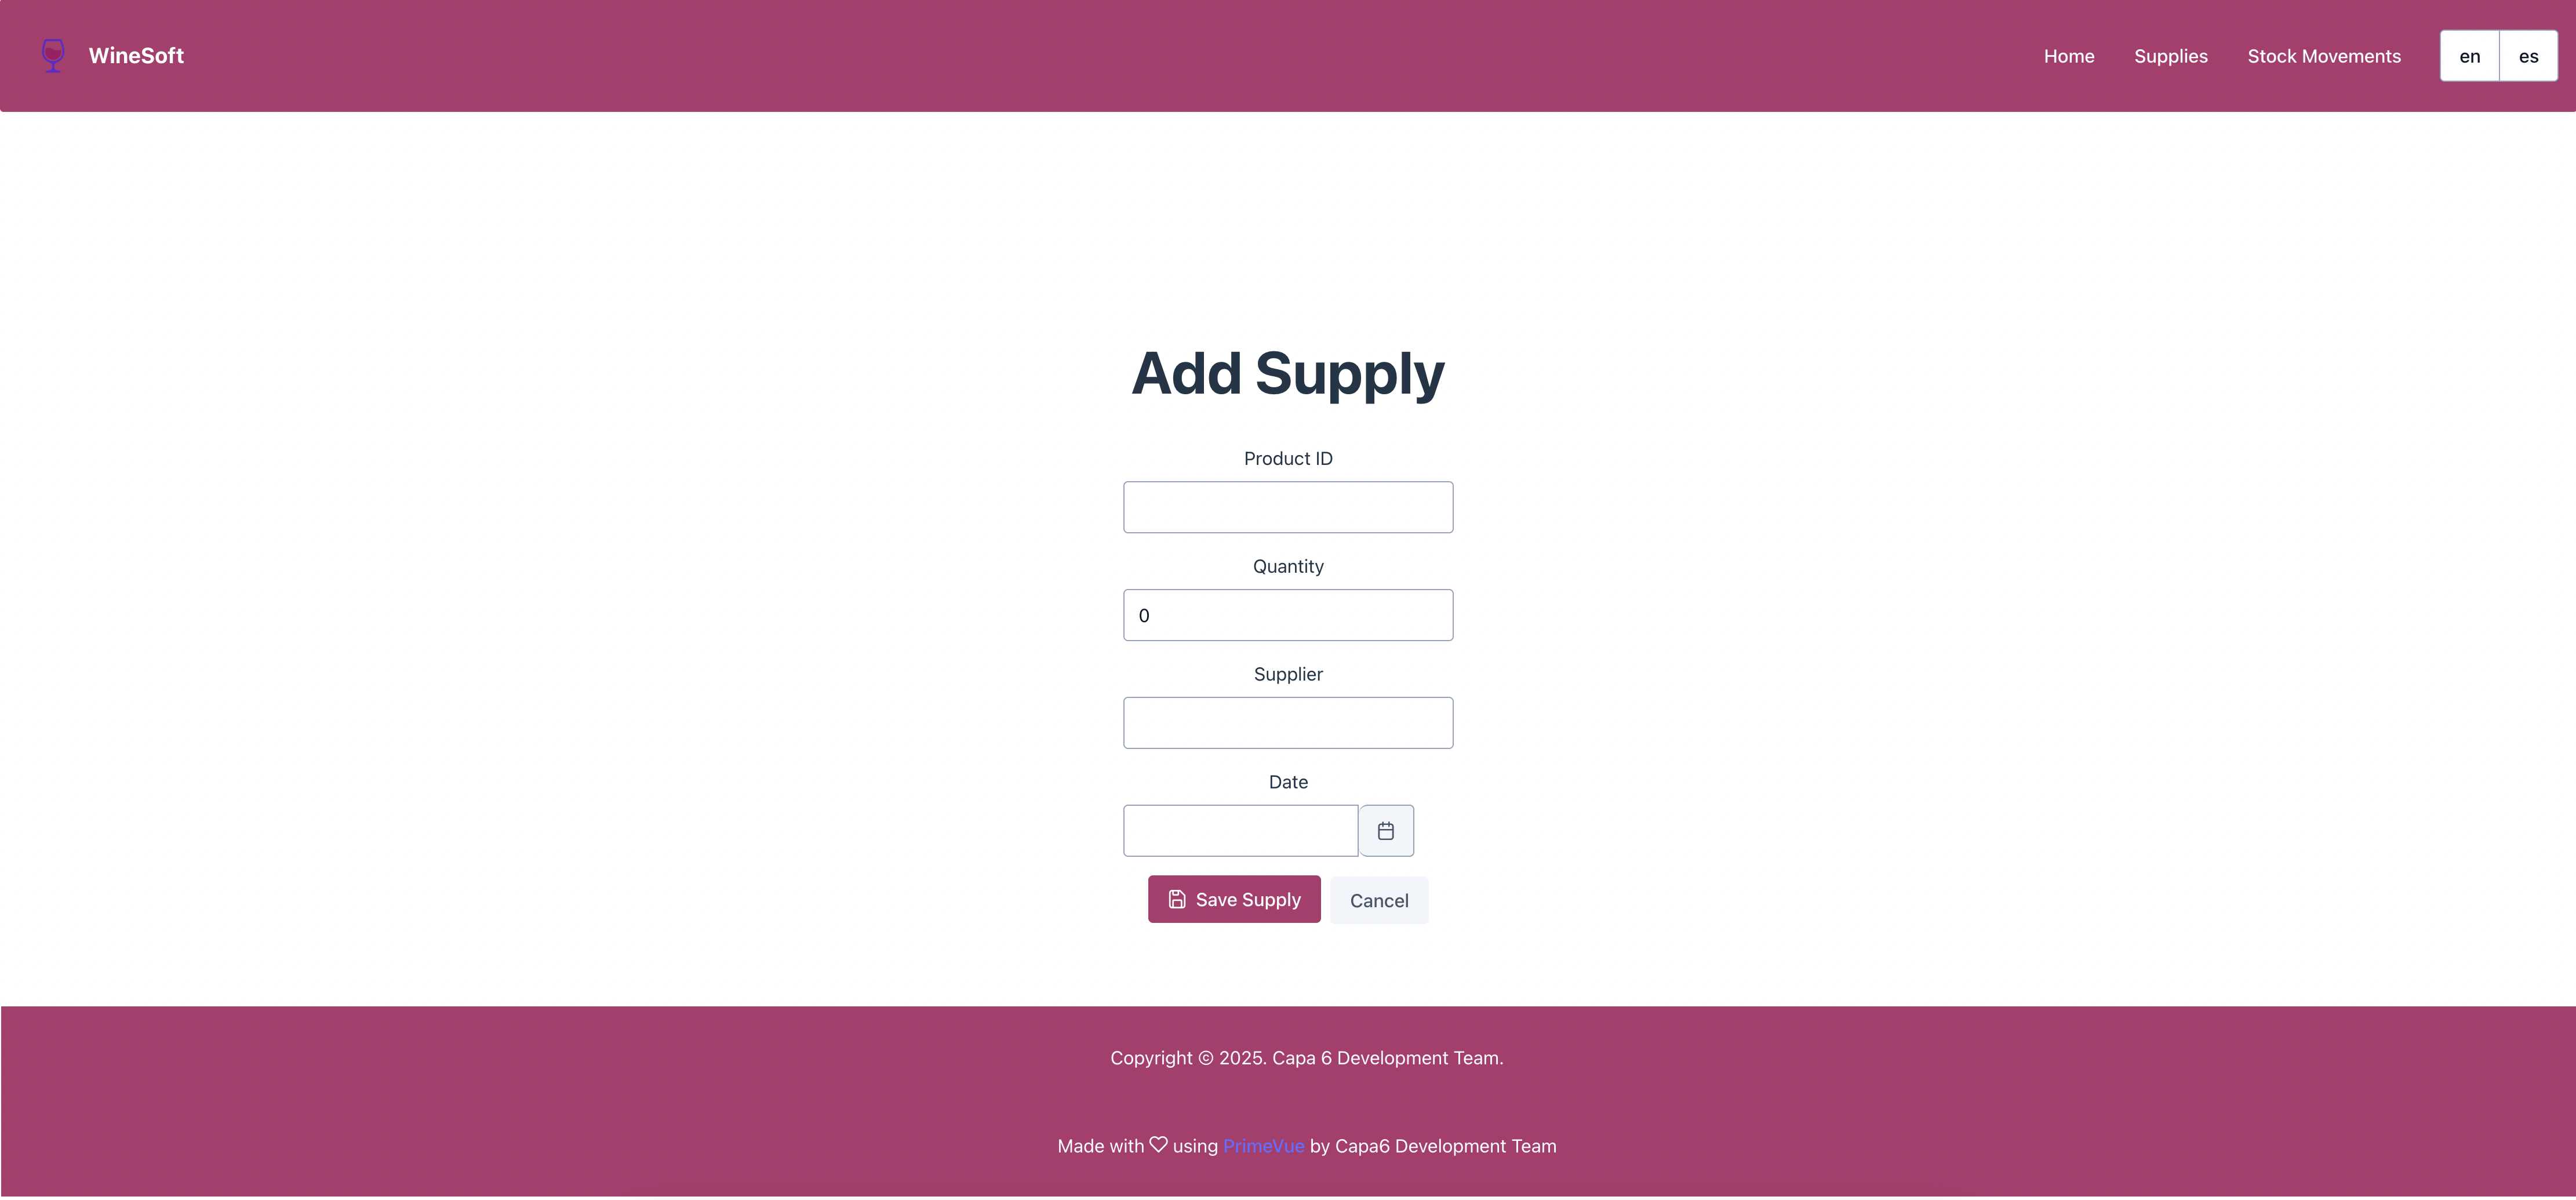 WineSoft
Home Supplies Stock Movements en es
Add Supply
Product ID
Quantity
0
Supplier
Date
Save Supply Cancel
Copyright © 2025. Capa 6 Development Team.
Made with ♡ using PrimeVue by Capa6 Development Team